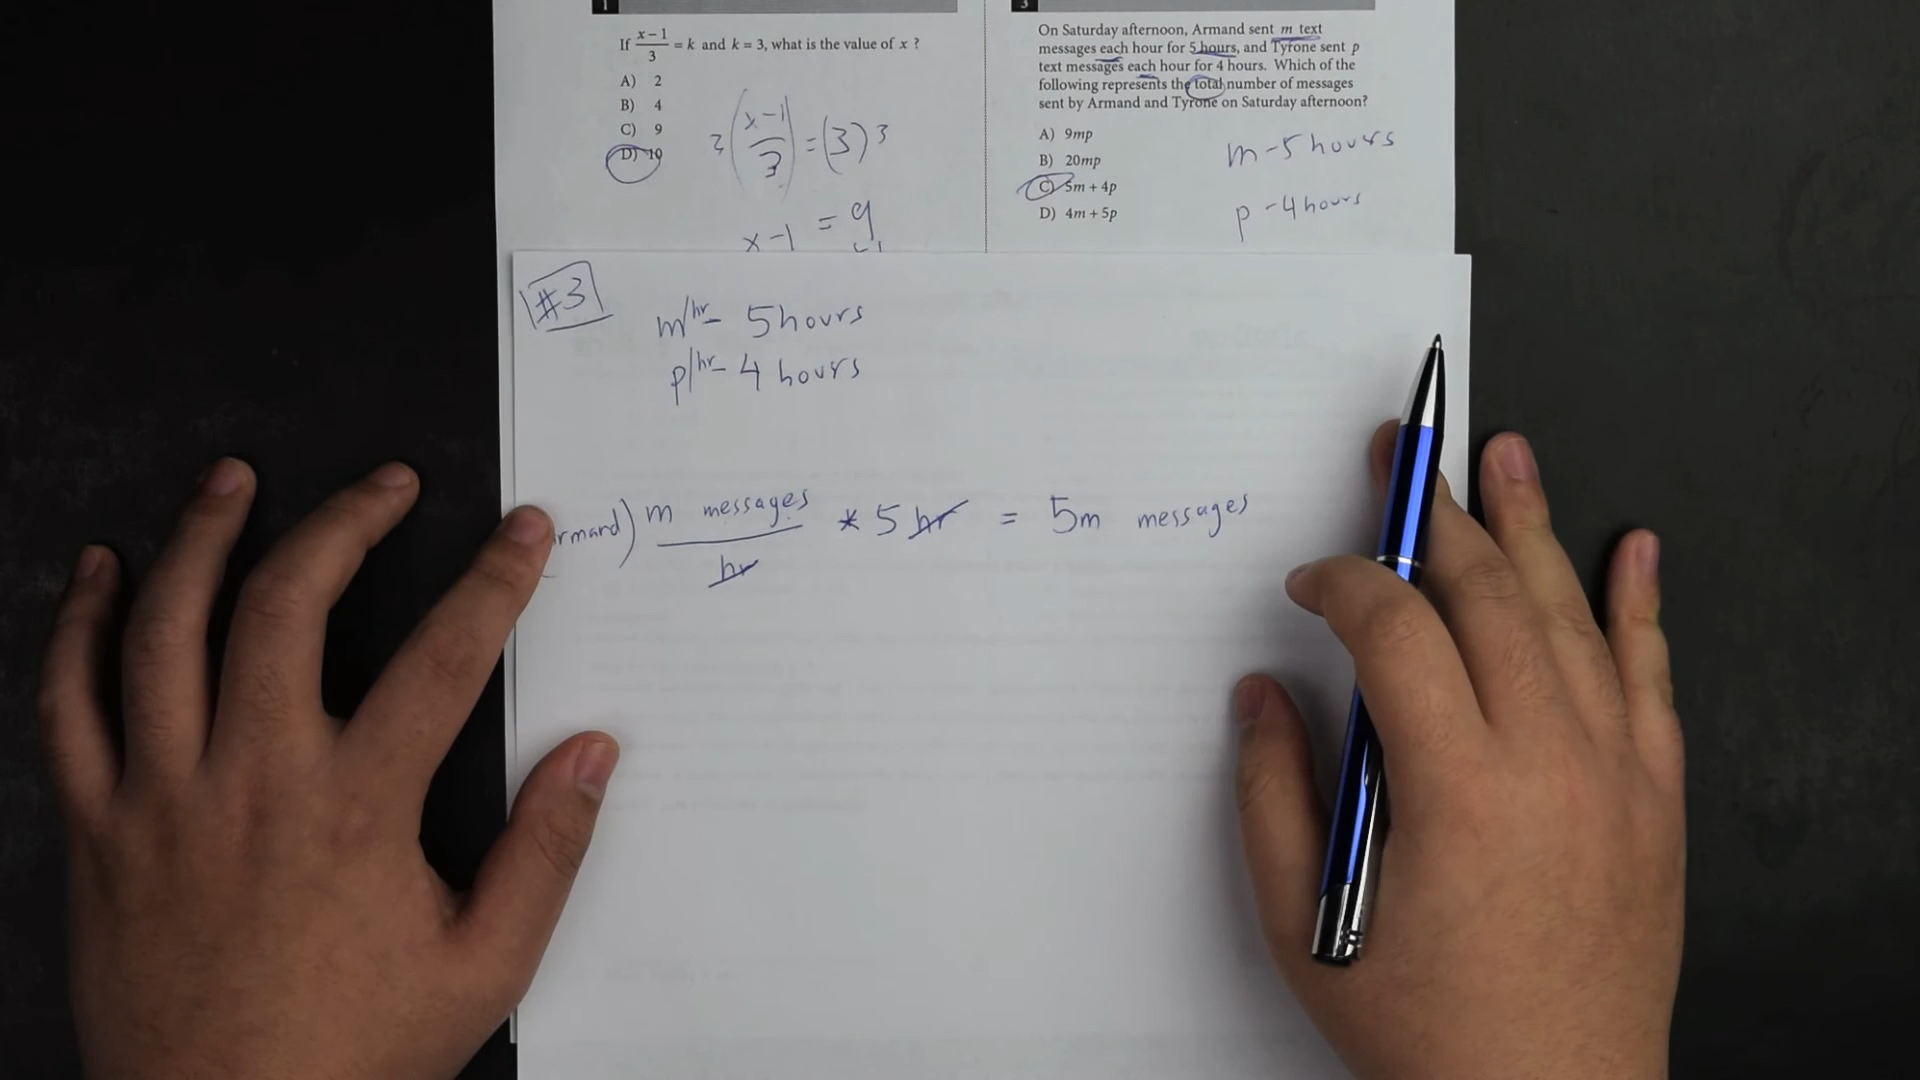 1
If x-1/3 = k and k = 3, what is the value of x ?
A) 2
B) 4
C) 9
D) 10
3(x-1/3) = (3)3
x-1 = 9
3
On Saturday afternoon, Armand sent m text
messages each hour for 5 hours, and Tyrone sent p
text messages each hour for 4 hours. Which of the
following represents the total number of messages
sent by Armand and Tyrone on Saturday afternoon?
A) 9mp
B) 20mp
C) 5m + 4p
D) 4m + 5p
m - 5 hours
p - 4 hours
#3
m/hr - 5 hours
p/hr - 4 hours
rmand) m messages/hr * 5 hr = 5m messages